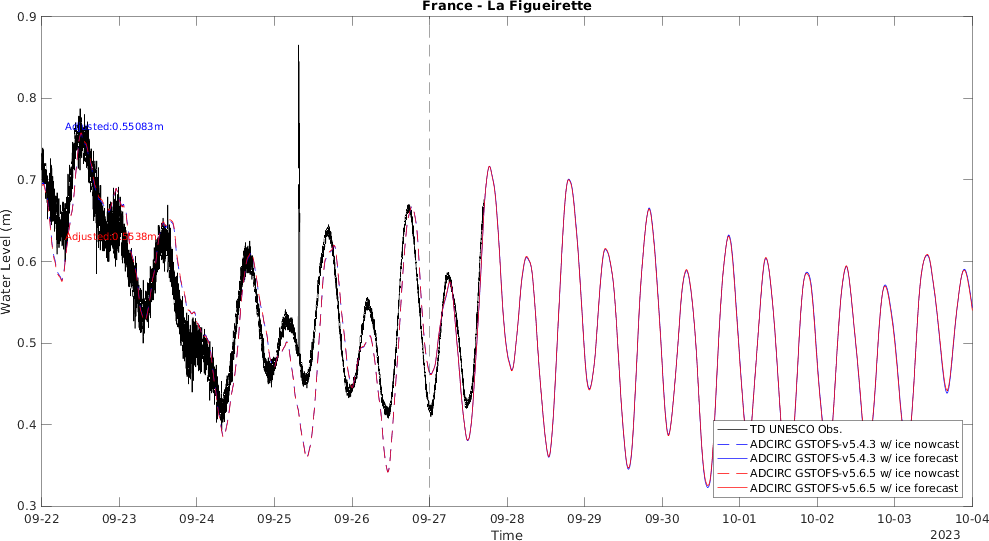 France - La Figueirette
Water Level (m)
0.9
0.8
0.7
0.6
0.5
0.4
0.3
Adjusted:0.55083m
TD UNESCO Obs.
ADCIRC GSTOFS-v5.4.3 w/ ice nowcast
ADCIRC GSTOFS-v5.4.3 w/ ice forecast
ADCIRC GSTOFS-v5.6.5 w/ ice nowcast
ADCIRC GSTOFS-v5.6.5 w/ ice forecast
09-22 09-23 09-24 09-25 09-26 09-27 09-28 09-29 09-30 10-01 10-02 10-03 10-04
Time
2023